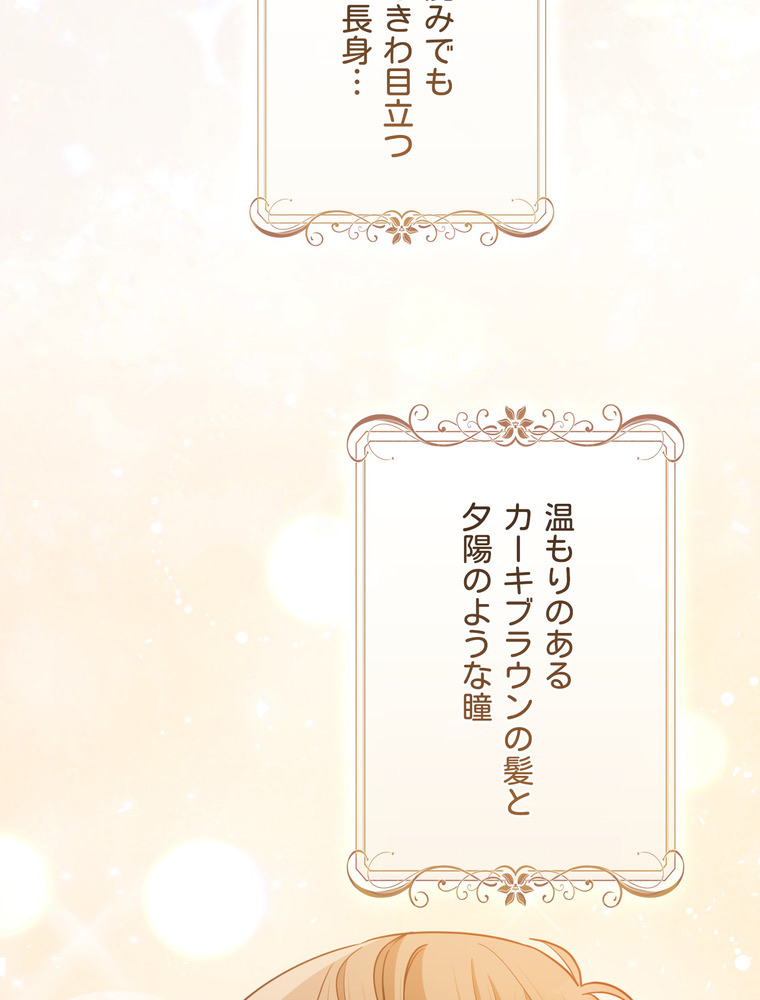 みでも
きわ目立つ
長身…
温もりのある
カーキブラウンの髪と
夕陽のような瞳